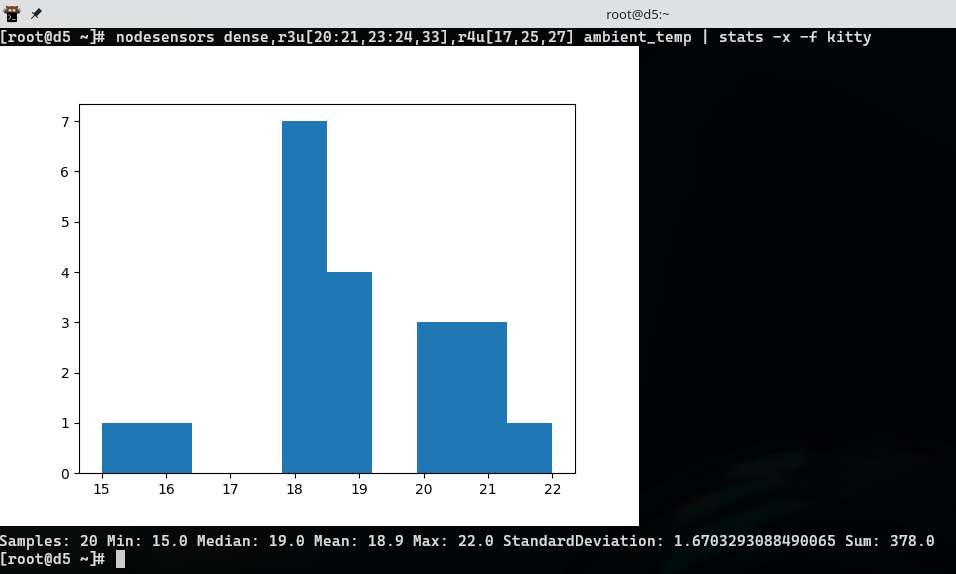 root@d5:~
[root@d5 ~]# nodesensors dense,r3u[20:21,23:24,33],r4u[17,25,27] ambient_temp | stats -x -f kitty
7
6
5
4
3
2
1
0
15 16 17 18 19 20 21 22
Samples: 20 Min: 15.0 Median: 19.0 Mean: 18.9 Max: 22.0 StandardDeviation: 1.6703293088490065 Sum: 378.0
[root@d5 ~]#